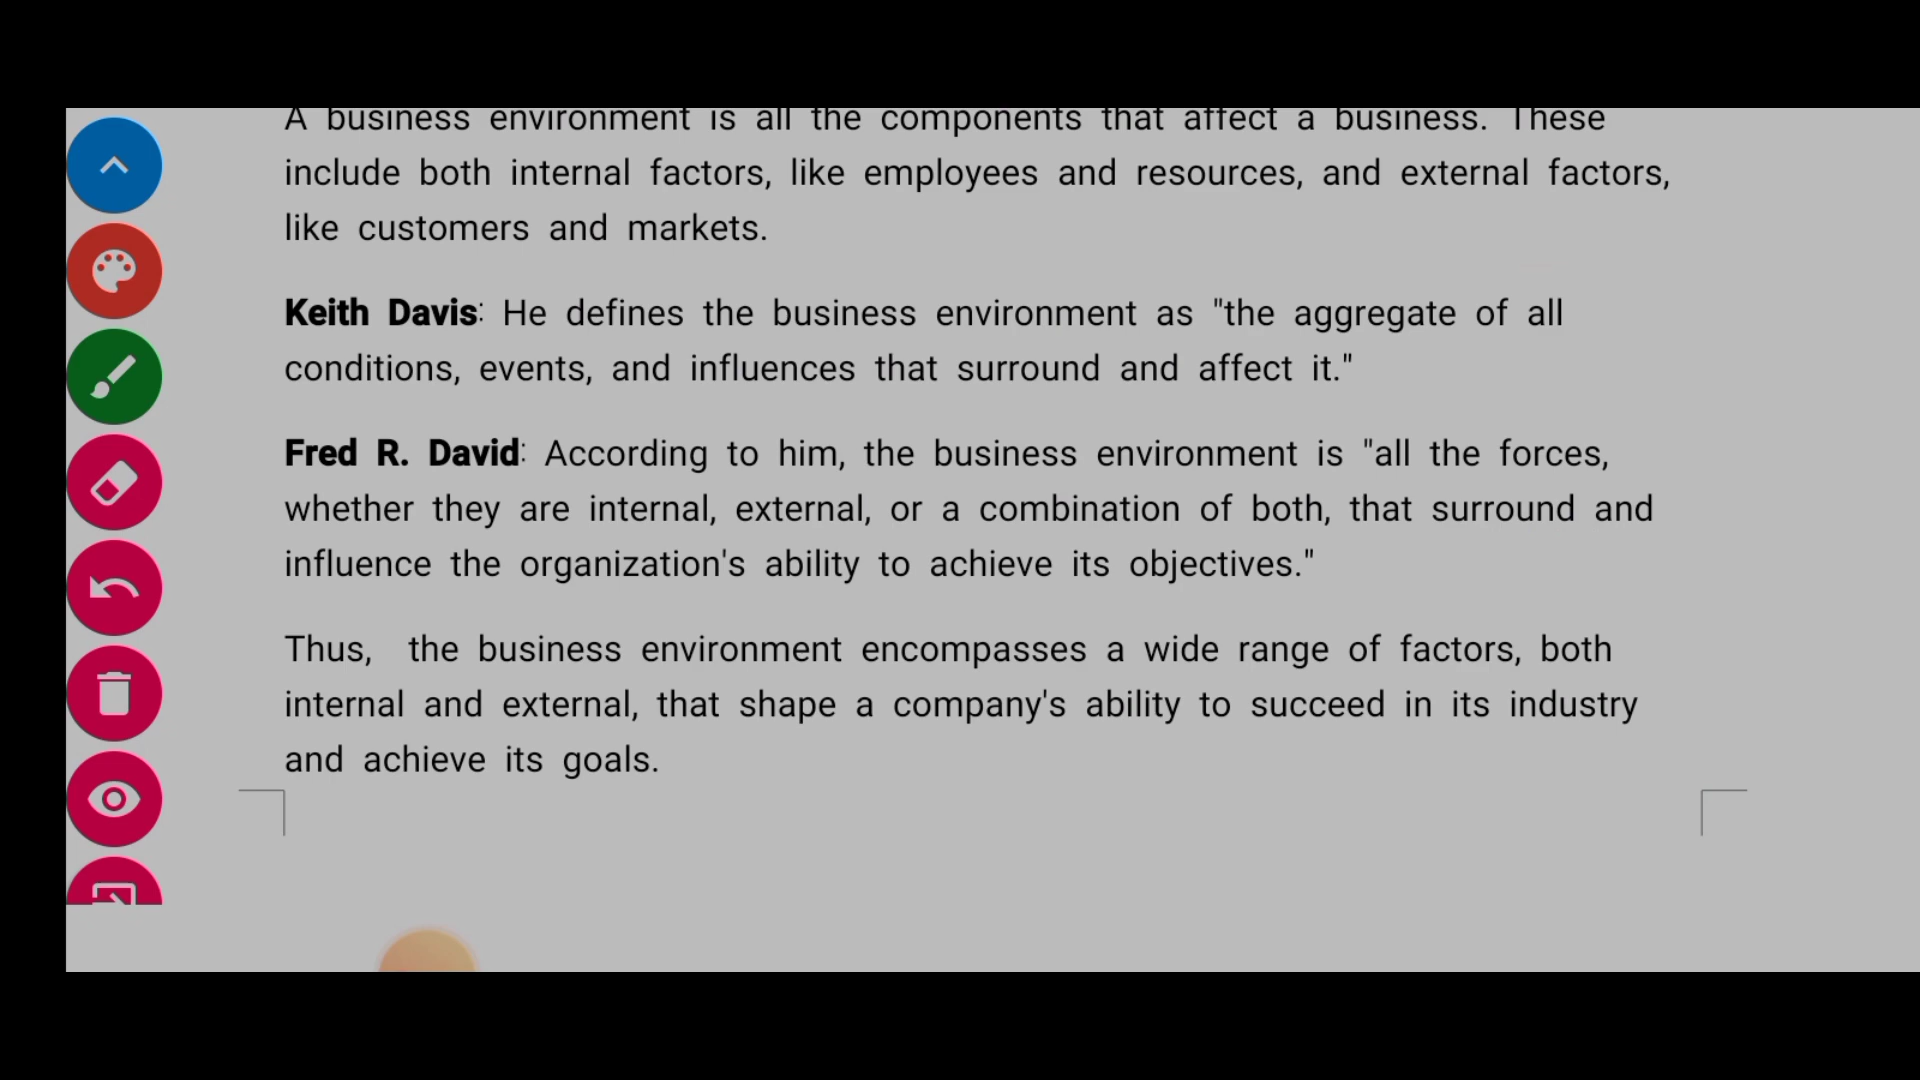 A business environment is all the components that affect a business. These
include both internal factors, like employees and resources, and external factors,
like customers and markets.
Keith Davis: He defines the business environment as "the aggregate of all
conditions, events, and influences that surround and affect it."
Fred R. David: According to him, the business environment is "all the forces,
whether they are internal, external, or a combination of both, that surround and
influence the organization's ability to achieve its objectives."
Thus, the business environment encompasses a wide range of factors, both
internal and external, that shape a company's ability to succeed in its industry
and achieve its goals.